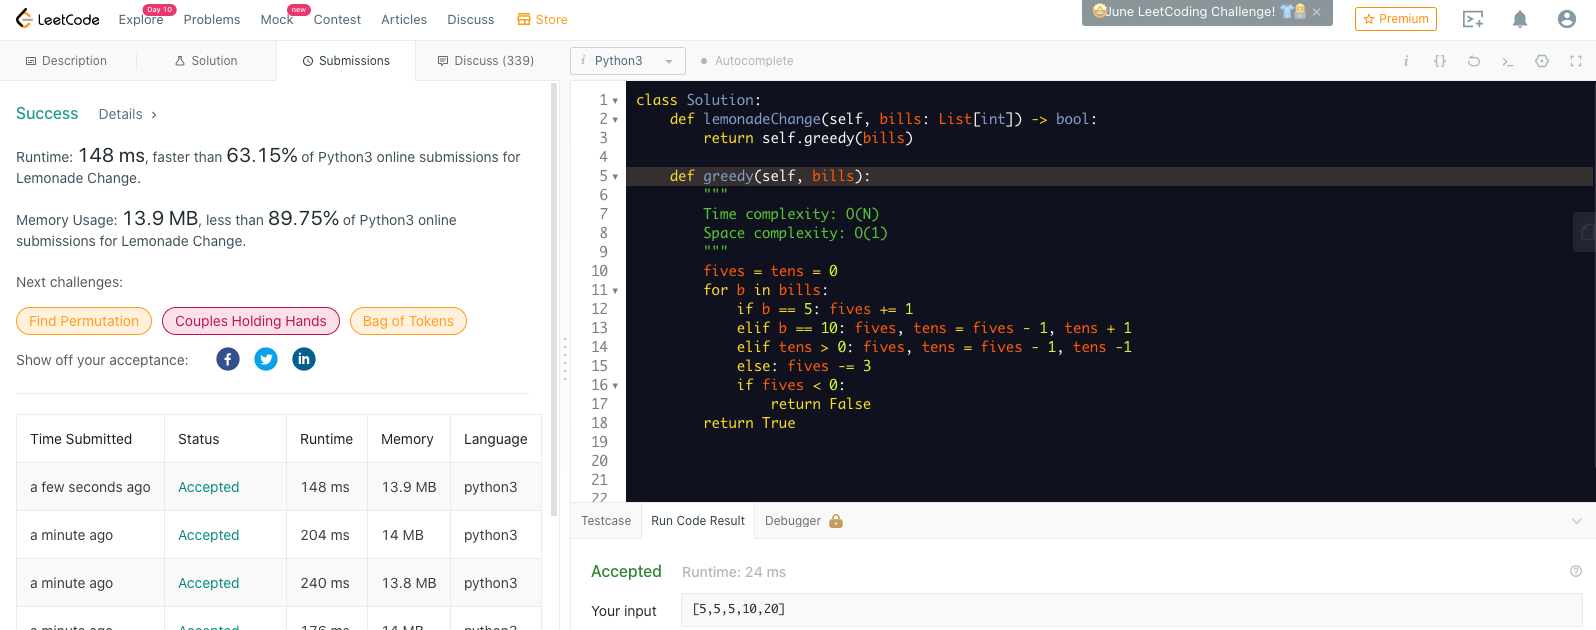 LeetCode
Explore
Day 10
Problems
Mock
new
Contest
Articles
Discuss
Store
🤩June LeetCoding Challenge! 👕
×
Premium
Description
Solution
Submissions
Discuss (339)
i Python3
Autocomplete
i {}
Success Details >
Runtime: 148 ms, faster than 63.15% of Python3 online submissions for
Lemonade Change.
Memory Usage: 13.9 MB, less than 89.75% of Python3 online
submissions for Lemonade Change.
Next challenges:
Find Permutation
Couples Holding Hands
Bag of Tokens
Show off your acceptance:
f
in
Time Submitted Status Runtime Memory Language
a few seconds ago Accepted 148 ms 13.9 MB python3
a minute ago Accepted 204 ms 14 MB python3
a minute ago Accepted 240 ms 13.8 MB python3
a minute ago Accepted 176 ms 14 MB python3
1 class Solution:
2     def lemonadeChange(self, bills: List[int]) -> bool:
3         return self.greedy(bills)
4
5     def greedy(self, bills):
6         """
7         Time complexity: O(N)
8         Space complexity: O(1)
9         """
10         fives = tens = 0
11         for b in bills:
12             if b == 5: fives += 1
13             elif b == 10: fives, tens = fives - 1, tens + 1
14             elif tens > 0: fives, tens = fives - 1, tens -1
15             else: fives -= 3
16             if fives < 0:
17                 return False
18         return True
19
20
21
22
Testcase
Run Code Result
Debugger
Accepted Runtime: 24 ms
Your input [5,5,5,10,20]